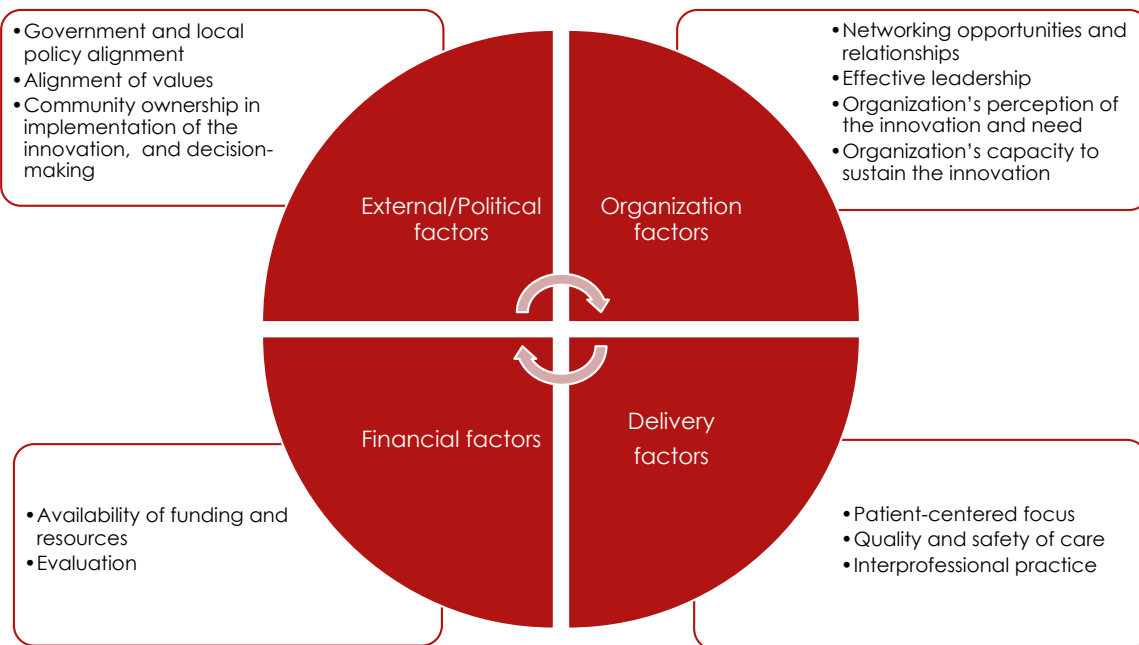 •Government and local
policy alignment
•Alignment of values
•Community ownership in
implementation of the
innovation, and decision-
making
•Networking opportunities and
relationships
•Effective leadership
•Organization's perception of
the innovation and need
•Organization's capacity to
sustain the innovation
External/Political
factors
Organization
factors
Financial factors
Delivery
factors
•Availability of funding and
resources
•Evaluation
•Patient-centered focus
•Quality and safety of care
•Interprofessional practice